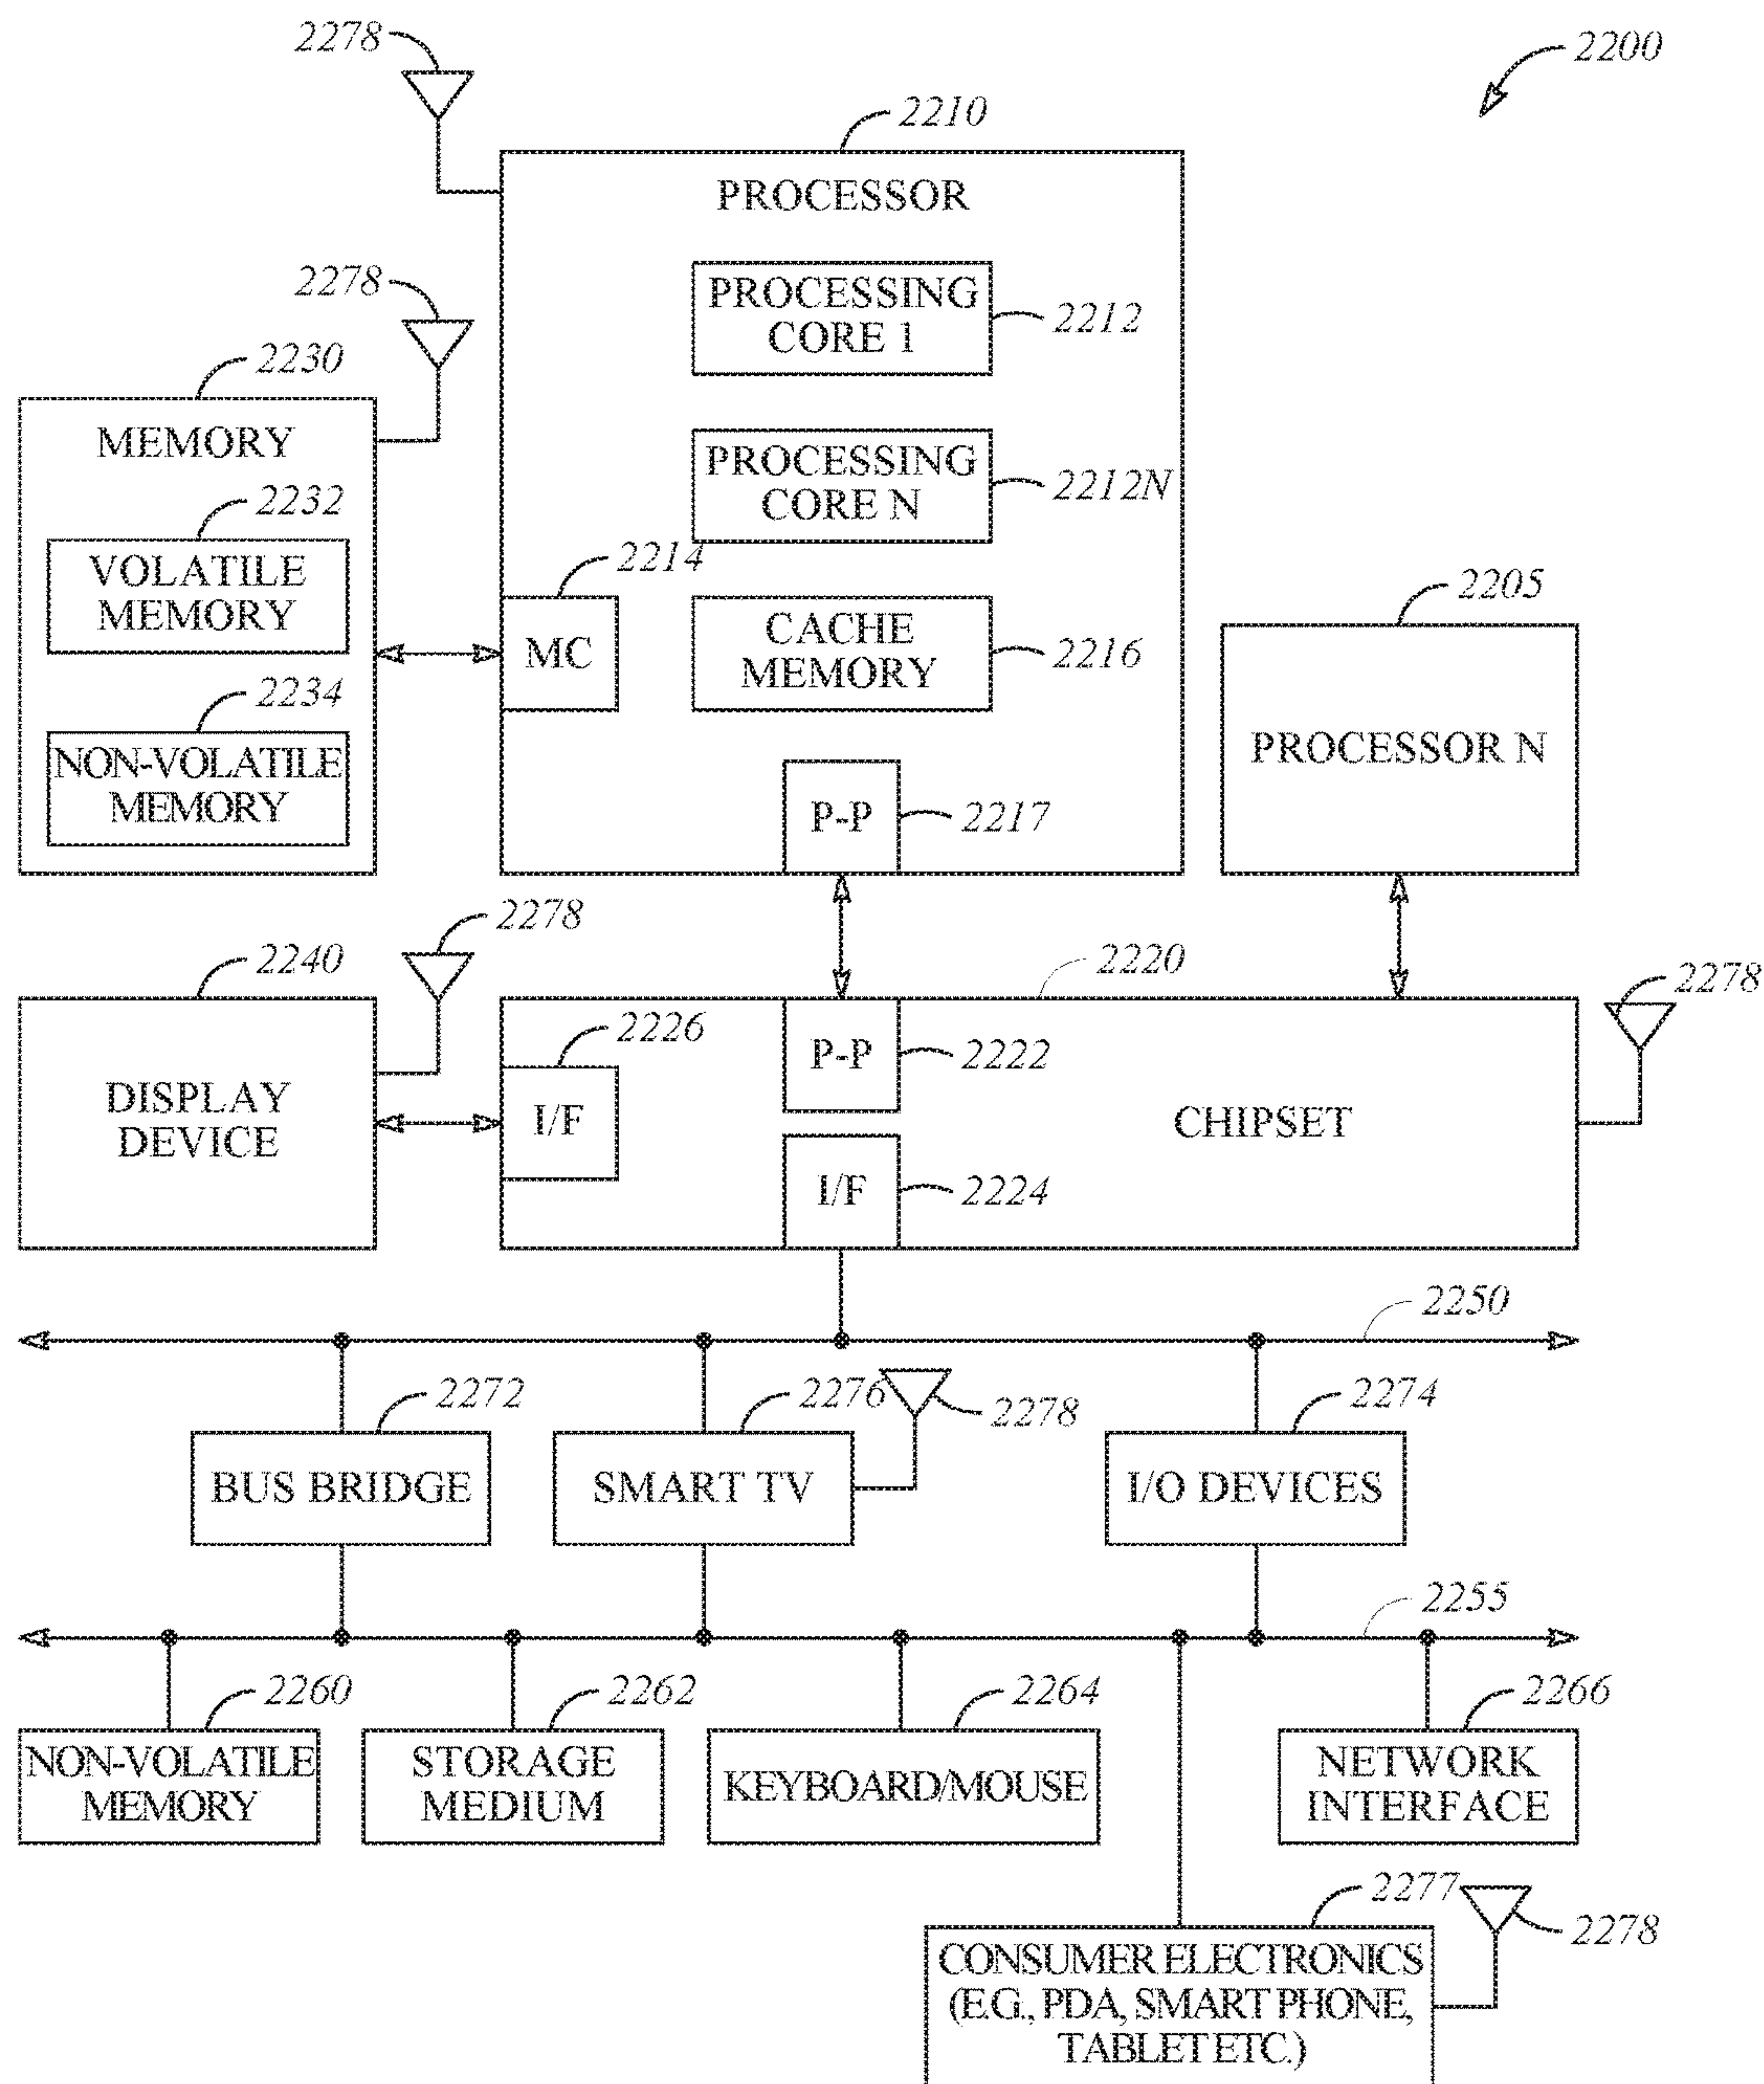 2278
2200
2210
PROCESSOR
PROCESSING
CORE 1
2212
2278
2230
MEMORY
PROCESSING
CORE N
2212N
2232
VOLATILE
MEMORY
2214
MC
CACHE
MEMORY
2216
2205
PROCESSOR N
2234
NON-VOLATILE
MEMORY
P-P
2217
2278
2240
DISPLAY
DEVICE
2220
2278
2226
I/F
P-P
2222
CHIPSET
I/F
2224
2250
2272
BUS BRIDGE
2276
SMART TV
2278
2274
I/O DEVICES
2255
2260
NON-VOLATILE
MEMORY
2262
STORAGE
MEDIUM
2264
KEYBOARD/MOUSE
2266
NETWORK
INTERFACE
2277
2278
CONSUMER ELECTRONICS
(E.G., PDA, SMART PHONE,
TABLET ETC.)